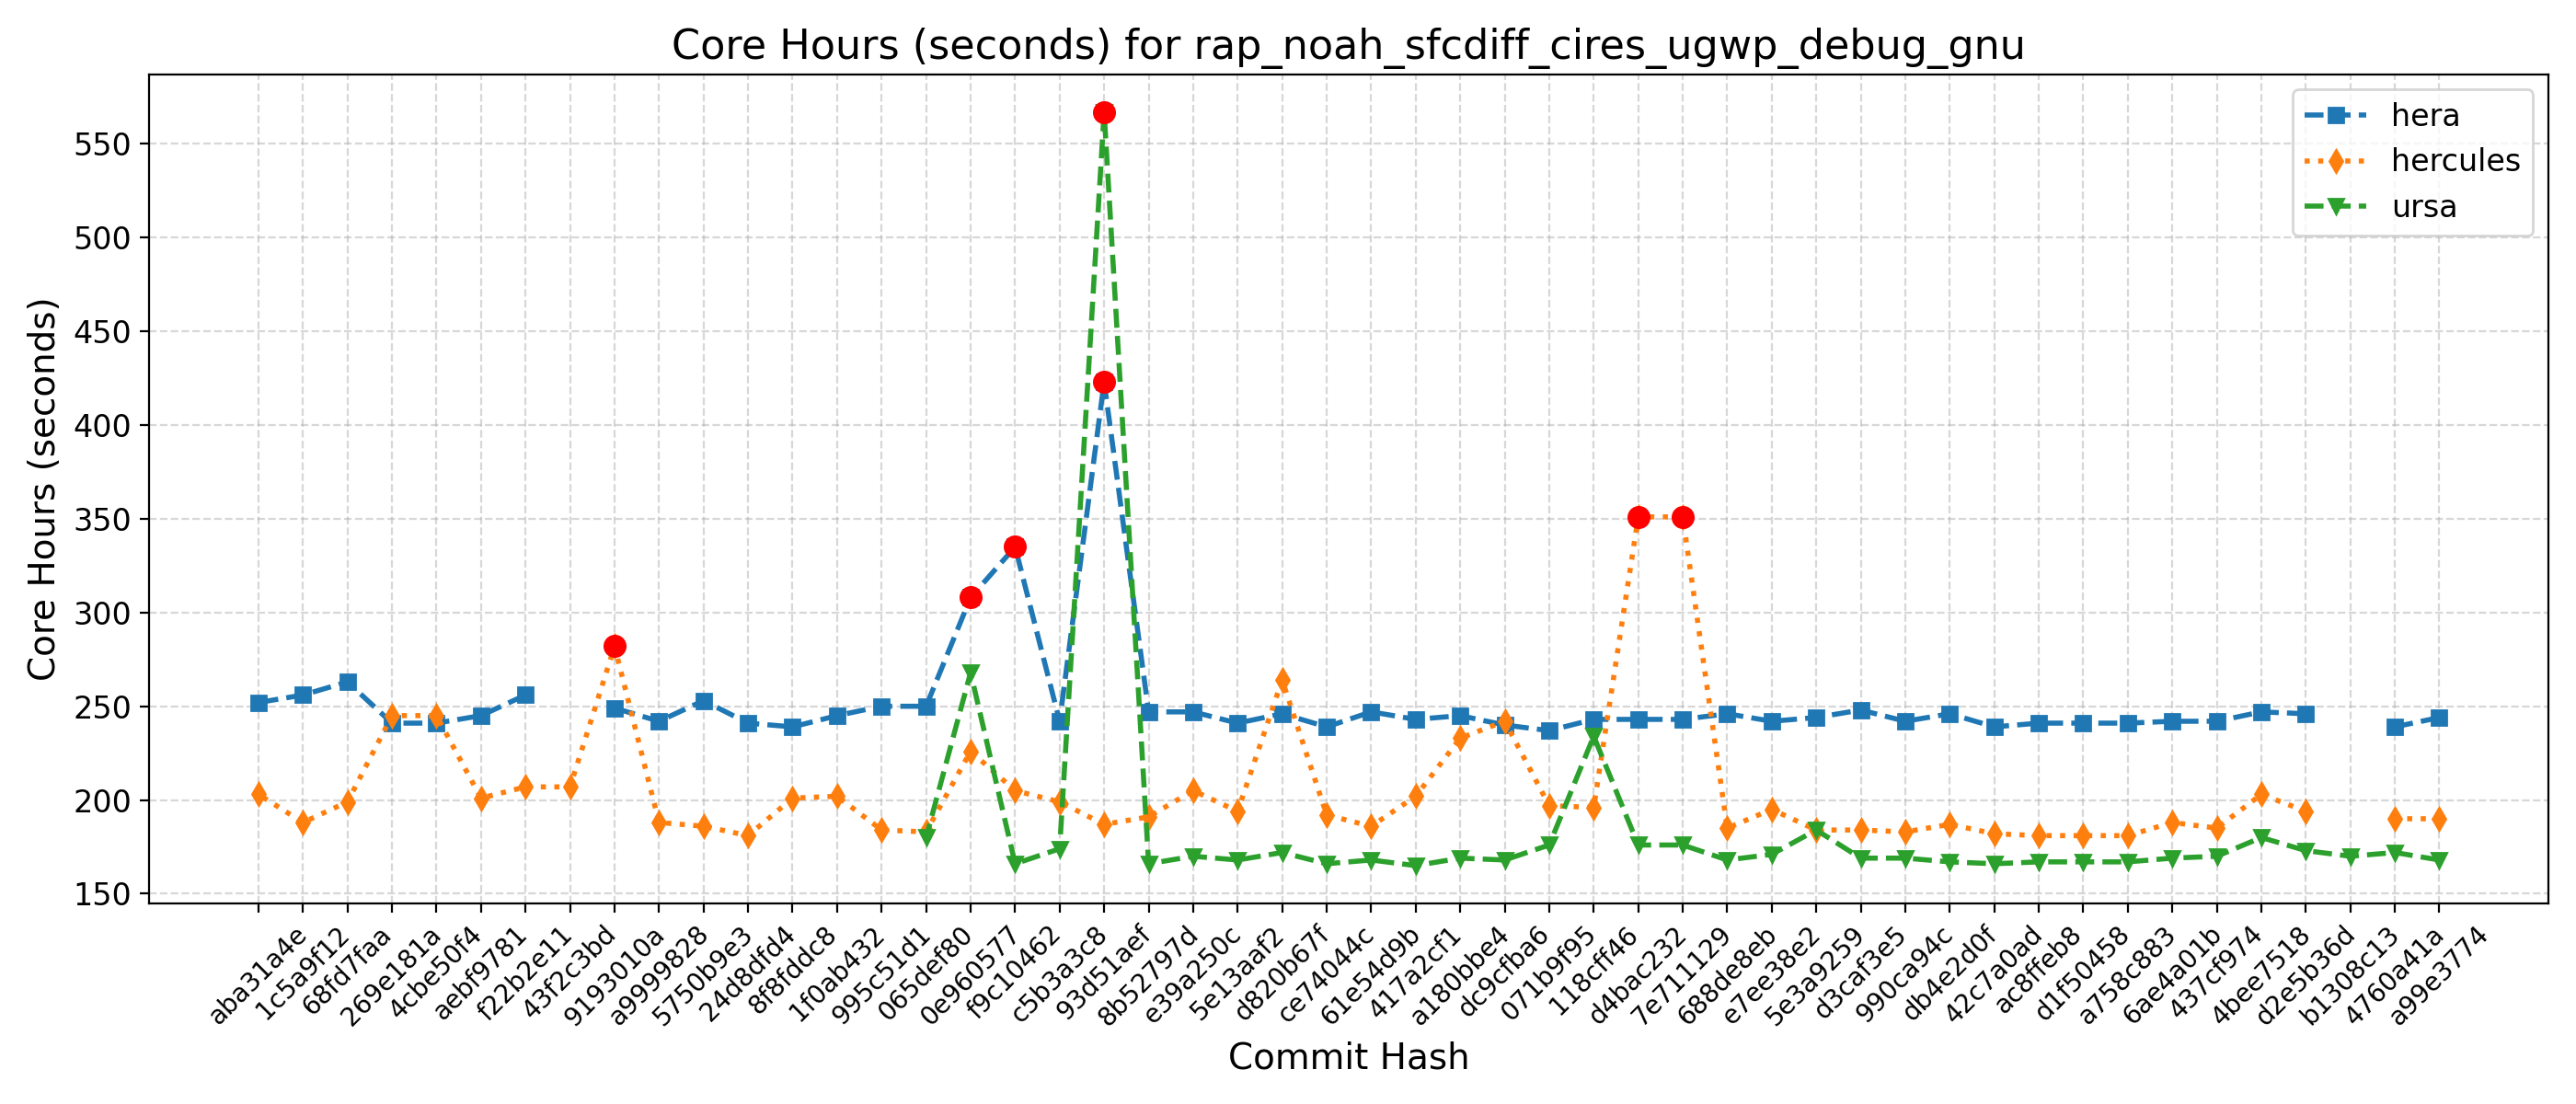 Core Hours (seconds) for rap_noah_sfcdiff_cires_ugwp_debug_gnu
Core Hours (seconds)
550
500
450
400
350
300
250
200
150
hera
hercules
ursa
aba31a4e
1c5a9f12
68fd7faa
269e181a
4cbe50f4
aebf9781
f22b2e11
43f2c3bd
9193010a
a9999828
5750b9e3
24d8dfd4
8f8fddc8
1f0ab432
995c51d1
065def80
0e960577
f9c10462
c5b3a3c8
93d51aef
8b52797d
e39a250c
5e13aaf2
d820b67f
ce74044c
61e54d9b
417a2cf1
a180bbe4
dc9cfba6
071b9f95
118cff46
d4bac232
7e711129
688de8eb
e7ee38e2
5e3a9259
d3caf3e5
990ca94c
db4e2d0f
42c7a0ad
ac8ffeb8
d1f50458
a758c883
6ae4a01b
437cf974
4bee7518
d2e5b36d
b1308c13
4760a41a
a99e3774
Commit Hash